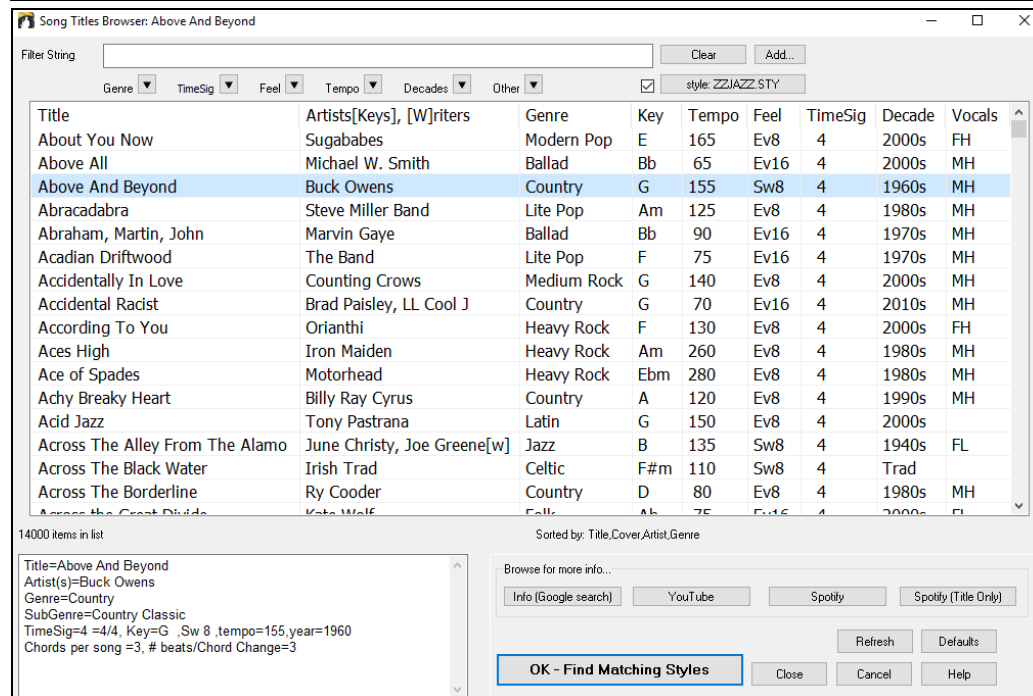 Song Titles Browser: Above And Beyond
Filter String Clear Add...
Genre TimeSig Feel Tempo Decades Other style: ZZJAZZ.STY
Title Artists[Keys], [W]riters Genre Key Tempo Feel TimeSig Decade Vocals
About You Now Sugababes Modern Pop E 165 Ev8 4 2000s FH
Above All Michael W. Smith Ballad Bb 65 Ev16 4 2000s MH
Above And Beyond Buck Owens Country G 155 Sw8 4 1960s MH
Abracadabra Steve Miller Band Lite Pop Am 125 Ev8 4 1980s MH
Abraham, Martin, John Marvin Gaye Ballad Bb 90 Ev16 4 1970s MH
Acadian Driftwood The Band Lite Pop F 75 Ev16 4 1970s MH
Accidentally In Love Counting Crows Medium Rock G 140 Ev8 4 2000s MH
Accidental Racist Brad Paisley, LL Cool J Country G 70 Ev16 4 2010s MH
According To You Orianthi Heavy Rock F 130 Ev8 4 2000s FH
Aces High Iron Maiden Heavy Rock Am 260 Ev8 4 1980s MH
Ace of Spades Motorhead Heavy Rock Ebm 280 Ev8 4 1980s MH
Achy Breaky Heart Billy Ray Cyrus Country A 120 Ev8 4 1990s MH
Acid Jazz Tony Pastrana Latin G 150 Ev8 4 2000s
Across The Alley From The Alamo June Christy, Joe Greene[w] Jazz B 135 Sw8 4 1940s FL
Across The Black Water Irish Trad Celtic F#m 110 Sw8 4 Trad
Across The Borderline Ry Cooder Country D 80 Ev8 4 1980s MH
Across the Great Divide Kate Wolf Folk Ab 75 Ev16 4 2000s FL
14000 items in list Sorted by: Title,Cover,Artist,Genre
Title=Above And Beyond
Artist(s)=Buck Owens
Genre=Country
SubGenre=Country Classic
TimeSig=4 =4/4, Key=G ,Sw 8 ,tempo=155,year=1960
Chords per song =3, # beats/Chord Change=3
Browse for more info...
Info (Google search) YouTube Spotify Spotify (Title Only)
Refresh Defaults
OK - Find Matching Styles Close Cancel Help